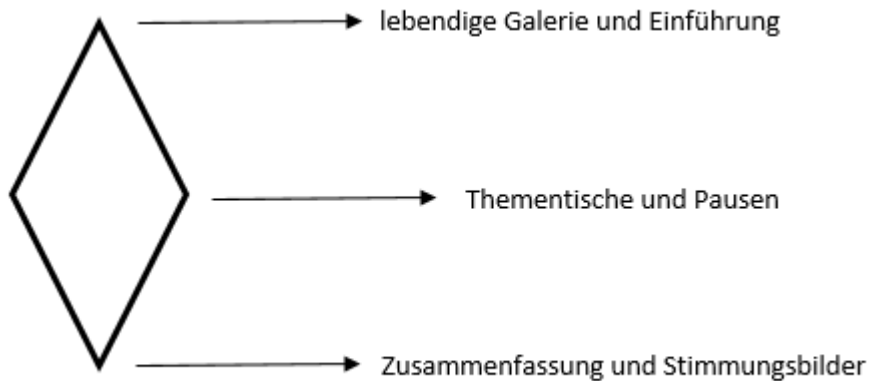 lebendige Galerie und Einführung
Thementische und Pausen
Zusammenfassung und Stimmungsbilder